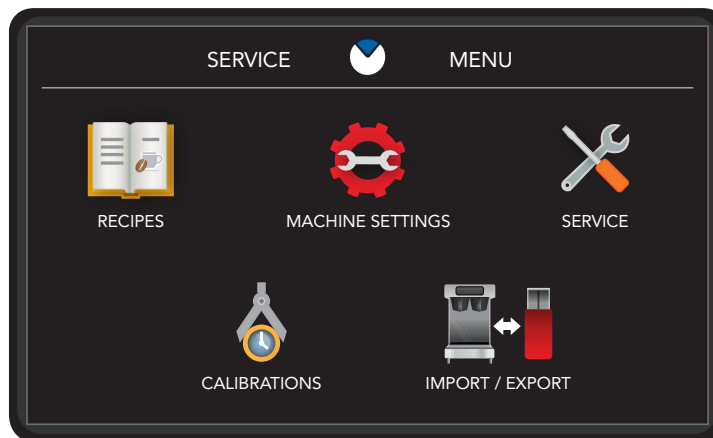 SERVICE MENU
RECIPES
MACHINE SETTINGS
SERVICE
CALIBRATIONS
IMPORT / EXPORT